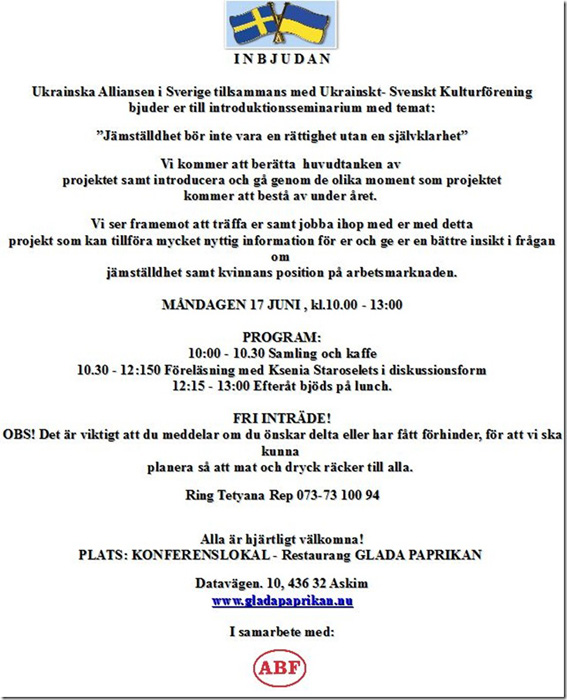 INBJUDAN
Ukrainska Alliansen i Sverige tillsammans med Ukrainskt- Svenskt Kulturförening
bjuder er till introduktionsseminarium med temat:
”Jämställdhet bör inte vara en rättighet utan en självklarhet”
Vi kommer att berätta huvudtanken av
projektet samt introducera och gå genom de olika moment som projektet
kommer att bestå av under året.
Vi ser framemot att träffa er samt jobba ihop med er med detta
projekt som kan tillföra mycket nyttig information för er och ge er en bättre insikt i frågan
om
jämställdhet samt kvinnans position på arbetsmarknaden.
MÅNDAGEN 17 JUNI , kl.10.00 - 13:00
PROGRAM:
10:00 - 10.30 Samling och kaffe
10.30 - 12:150 Föreläsning med Ksenia Staroselets i diskussionsform
12:15 - 13:00 Efteråt bjöds på lunch.
FRI INTRÄDE!
OBS! Det är viktigt att du meddelar om du önskar delta eller har fått förhinder, för att vi ska
kunna
planera så att mat och dryck räcker till alla.
Ring Tetyana Rep 073-73 100 94
Alla är hjärtligt välkomna!
PLATS: KONFERENSLOKAL - Restaurang GLADA PAPRIKAN
Datavägen. 10, 436 32 Askim
www.gladapaprikan.nu
I samarbete med:
ABF